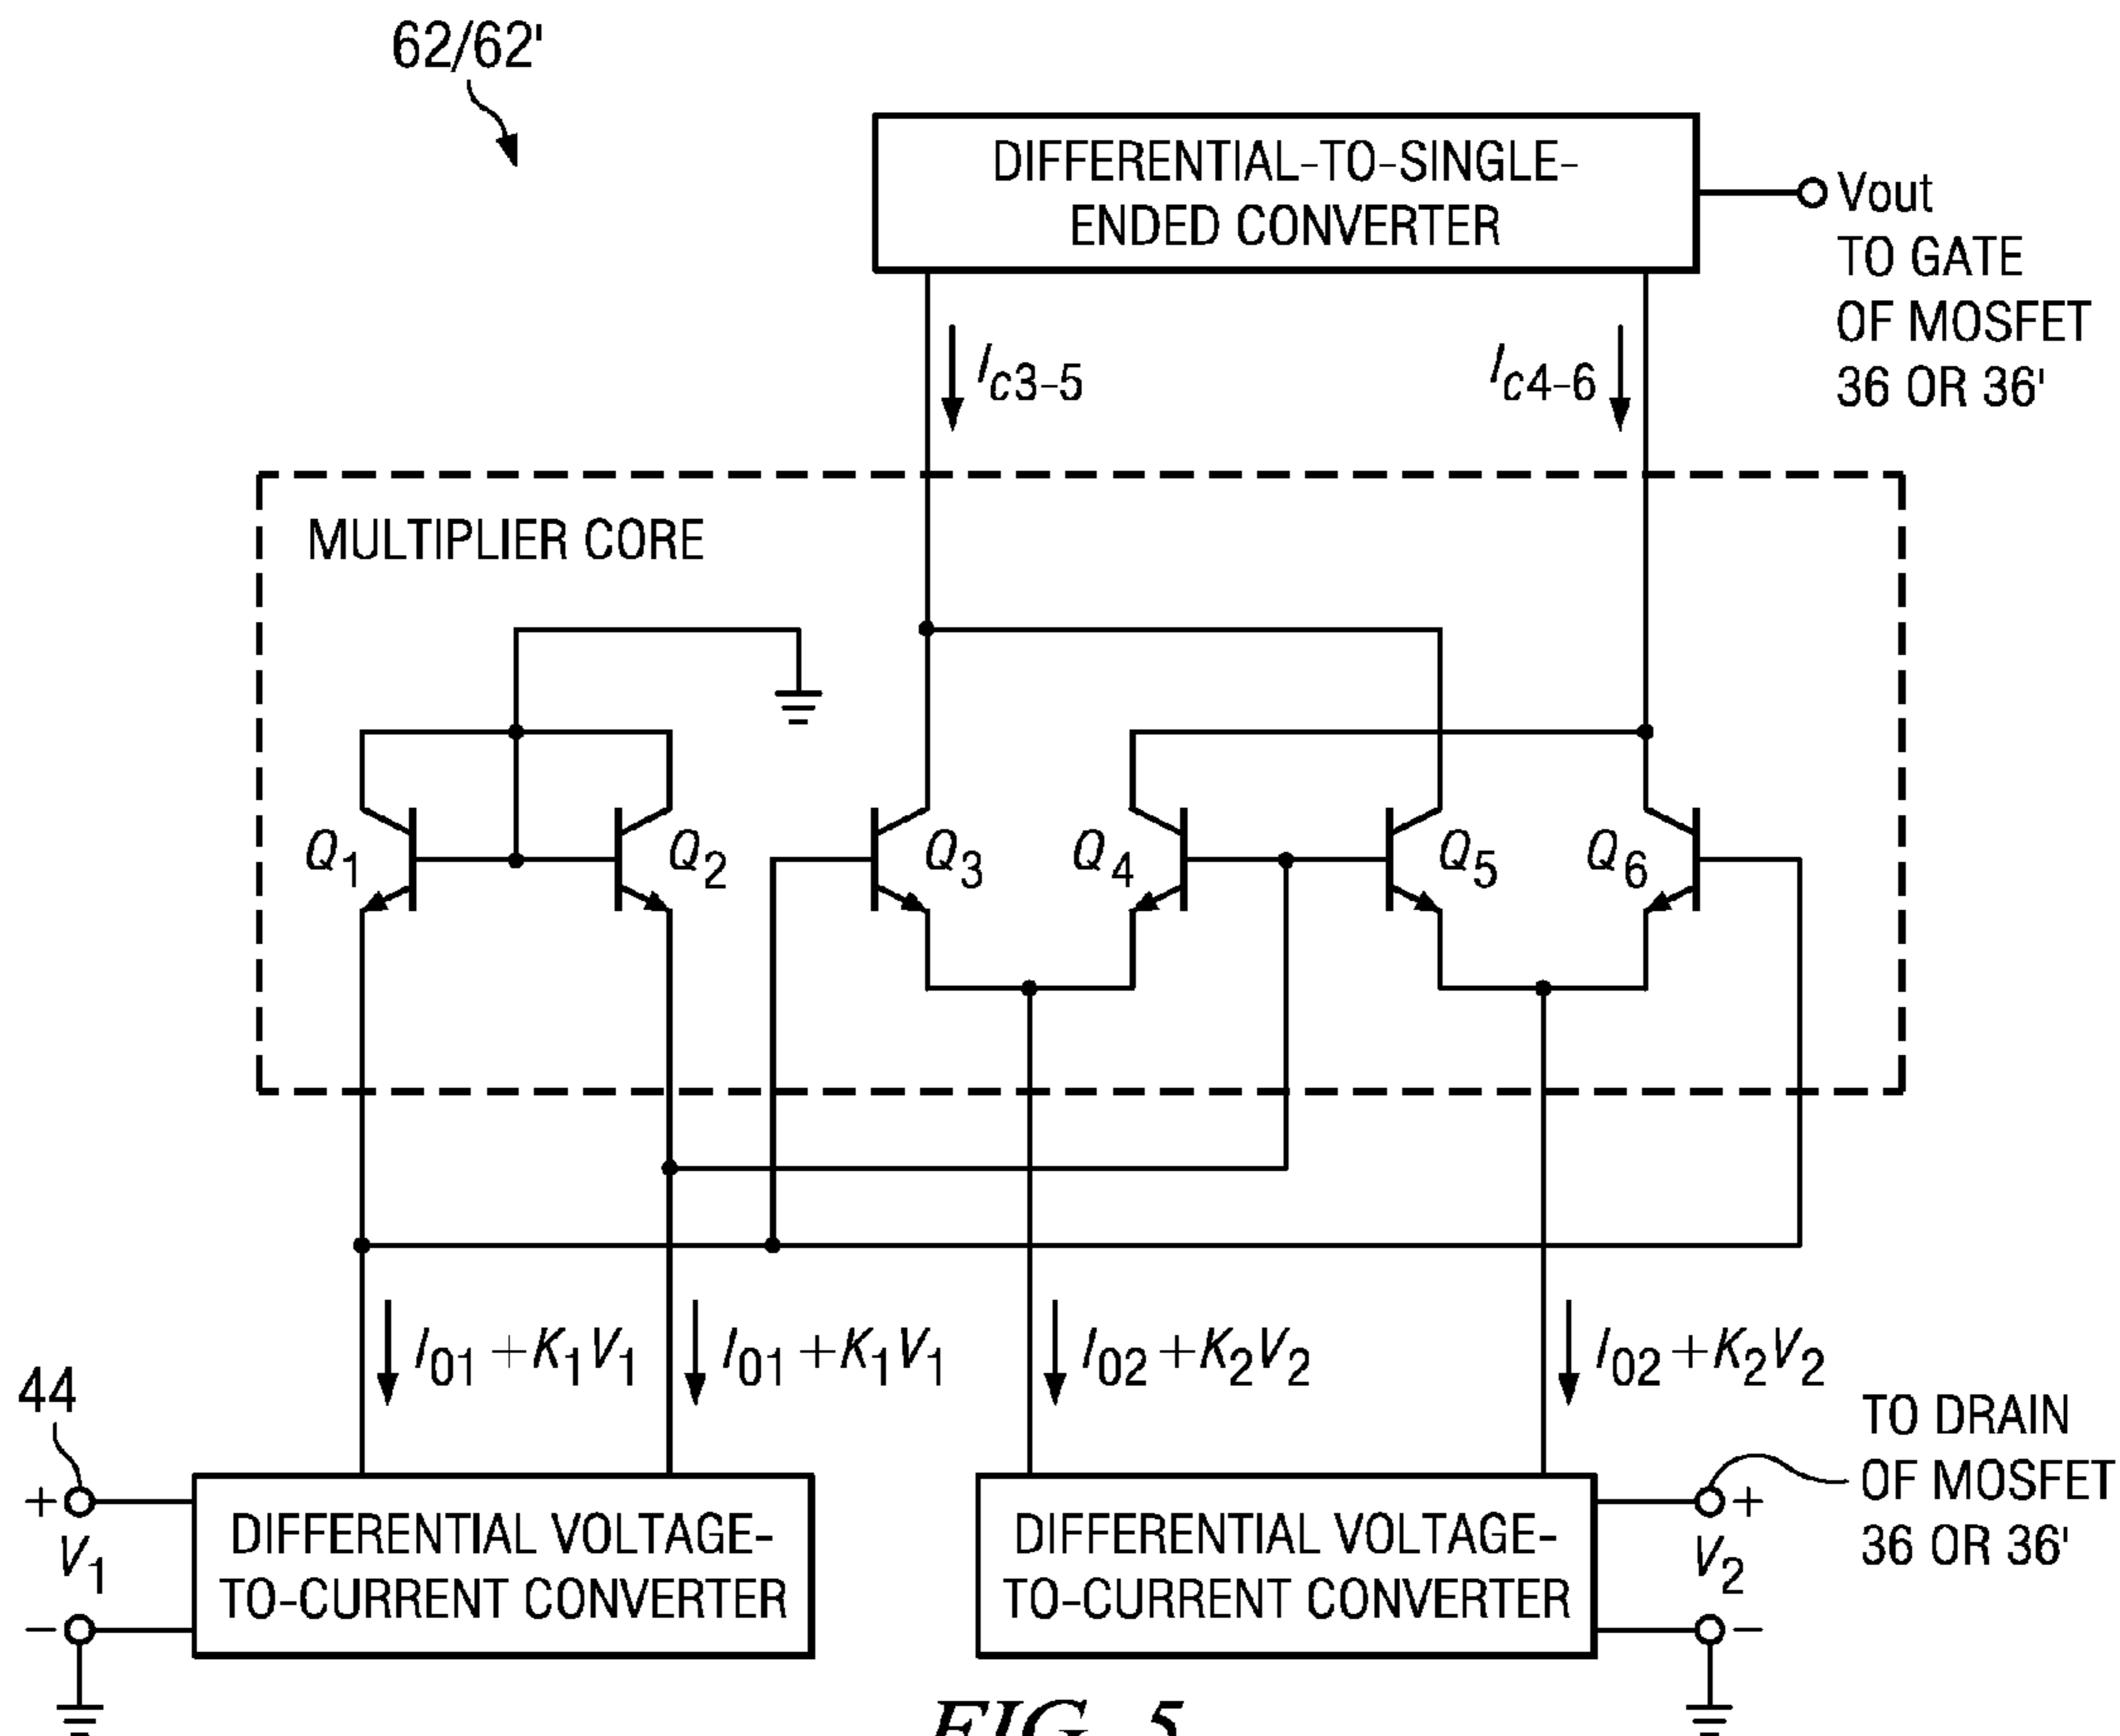 62/62'
DIFFERENTIAL-TO-SINGLE-
ENDED CONVERTER
Vout
TO GATE
OF MOSFET
36 OR 36'
Ic3-5
Ic4-6
MULTIPLIER CORE
Q1
Q2
Q3
Q4
Q5
Q6
I01+K1V1
I01+K1V1
I02+K2V2
I02+K2V2
44
+
V1
−
DIFFERENTIAL VOLTAGE-
TO-CURRENT CONVERTER
DIFFERENTIAL VOLTAGE-
TO-CURRENT CONVERTER
+
V2
−
TO DRAIN
OF MOSFET
36 OR 36'
FIG. 5